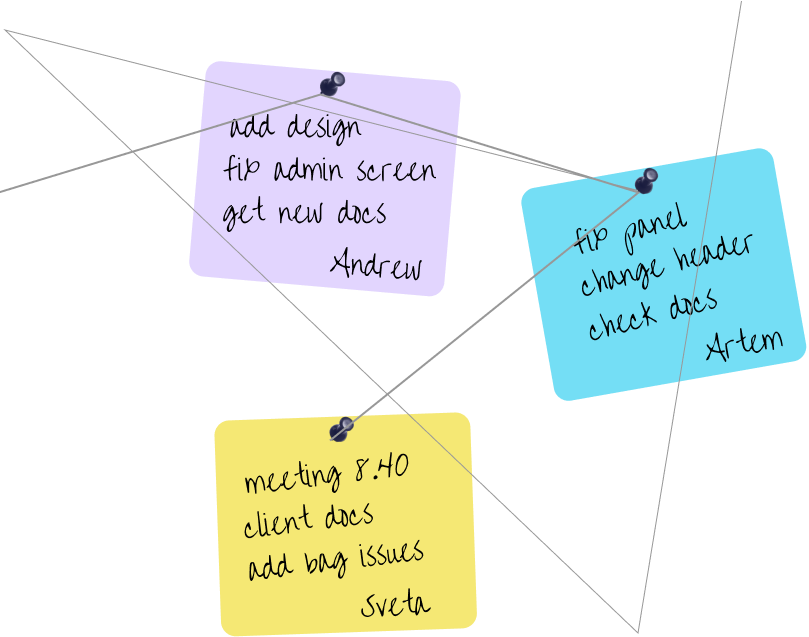 add design
fix admin screen
get new docs
Andrew
fix panel
change header
check docs
Artem
meeting 8.40
client docs
add bag issues
Sveta